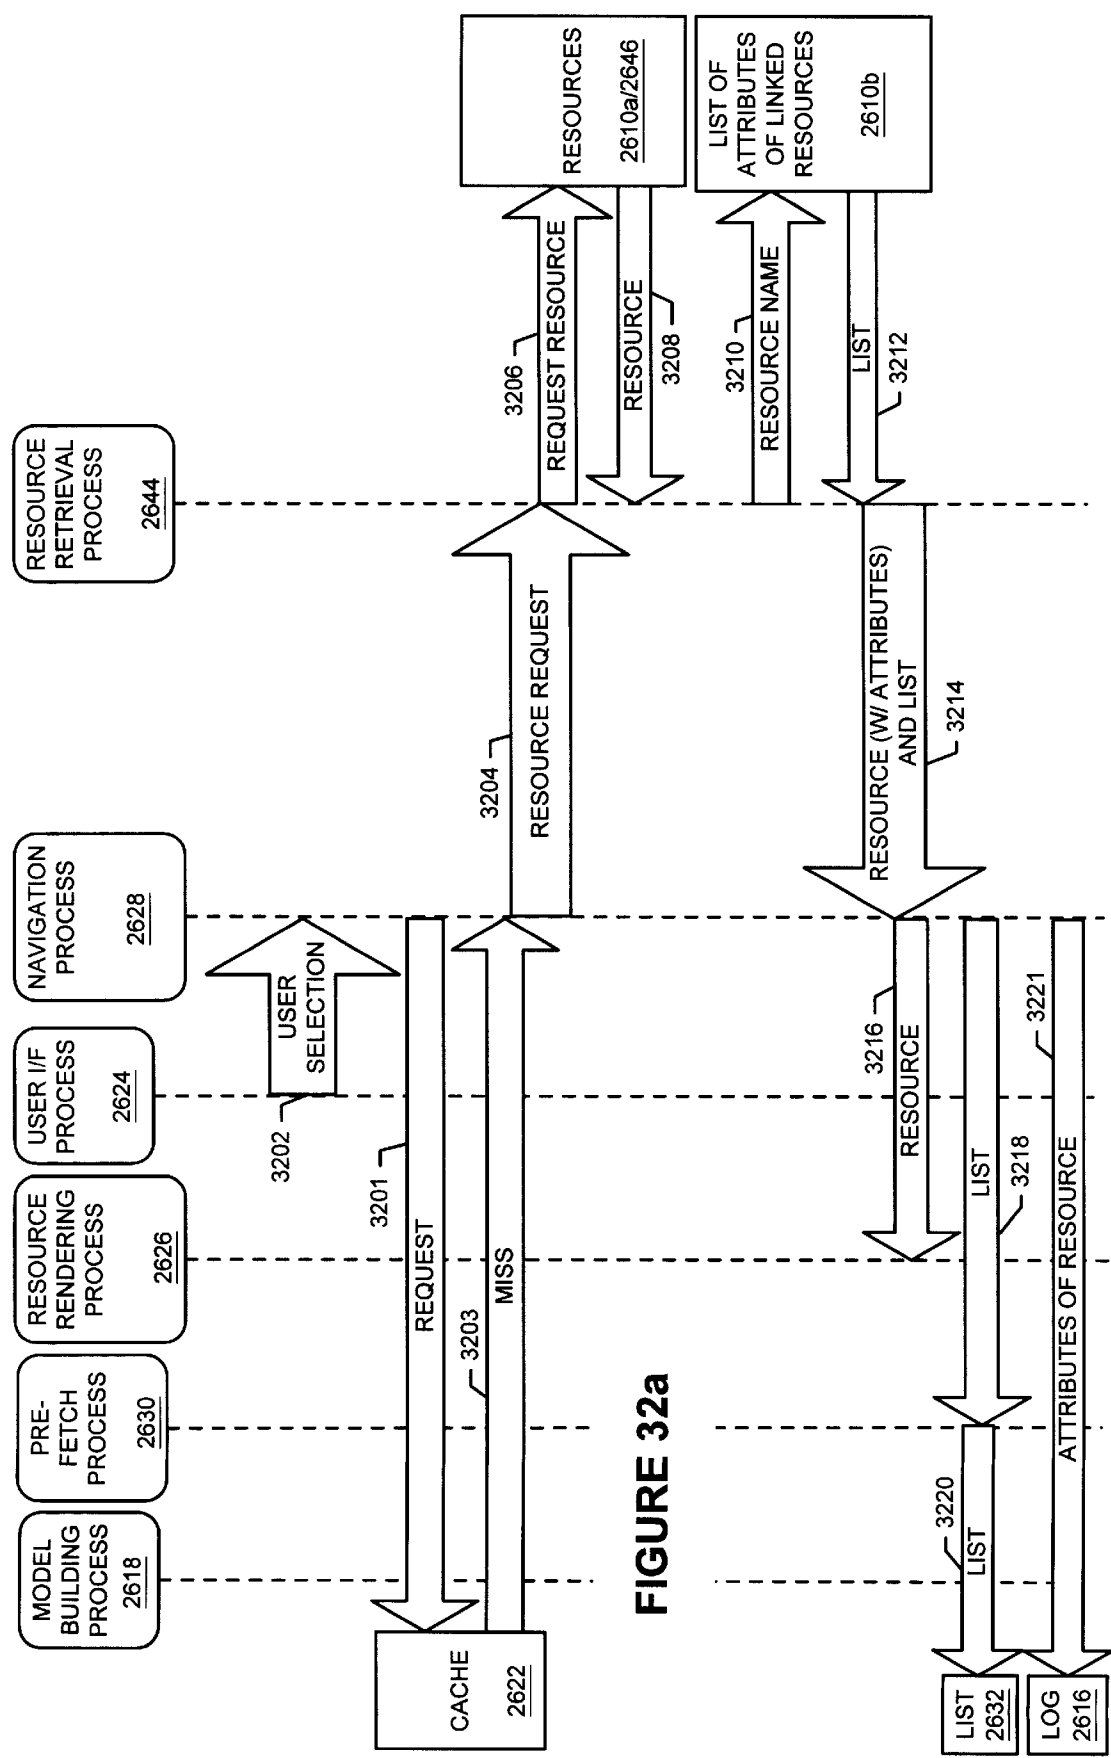 MODEL
BUILDING
PROCESS
2618
PRE-
FETCH
PROCESS
2630
RESOURCE
RENDERING
PROCESS
2626
USER I/F
PROCESS
2624
NAVIGATION
PROCESS
2628
RESOURCE
RETRIEVAL
PROCESS
2644
USER
SELECTION
3202
3201
REQUEST
CACHE
2622
3203
MISS
3204
RESOURCE REQUEST
3206
REQUEST RESOURCE
RESOURCES
2610a/2646
RESOURCE
3208
3210
RESOURCE NAME
LIST OF
ATTRIBUTES
OF LINKED
RESOURCES
2610b
LIST
3212
RESOURCE (W/ ATTRIBUTES)
AND LIST
3214
3216
RESOURCE
LIST
3218
3220
LIST
LIST
2632
3221
ATTRIBUTES OF RESOURCE
LOG
2616
FIGURE 32a